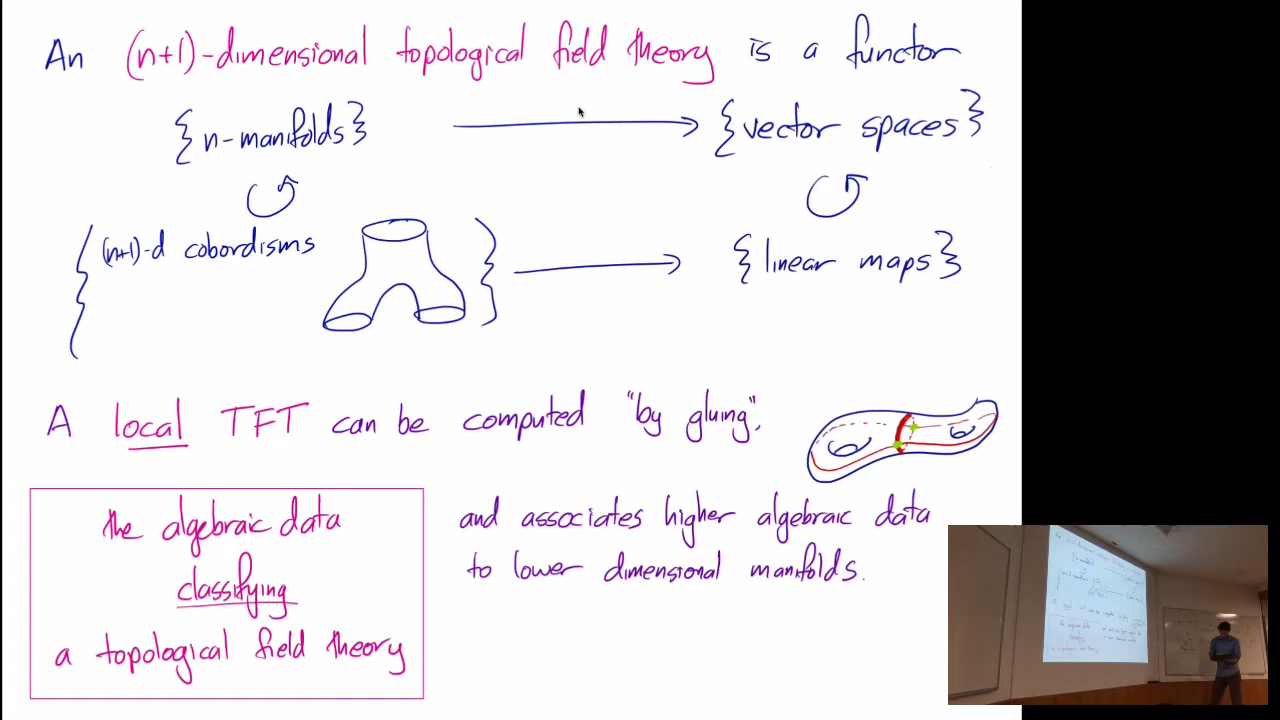 An (n+1)-dimensional topological field theory is a functor
{n-manifolds} → {vector spaces}
{(n+1)-d cobordisms } → {linear maps}
A local TFT can be computed "by gluing",
and associates higher algebraic data
to lower dimensional manifolds.
the algebraic data
classifying
a topological field theory